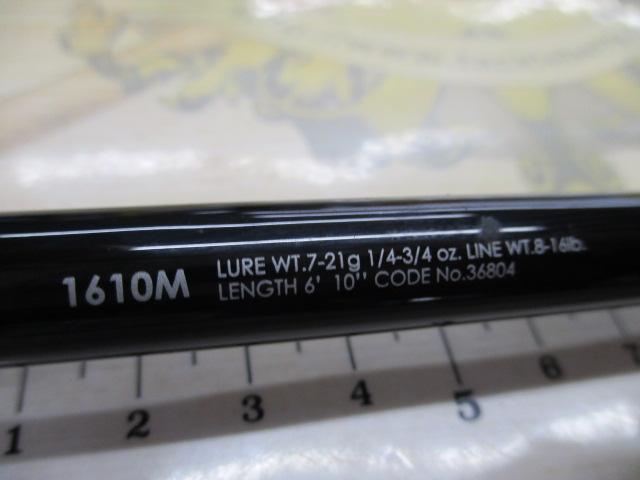 1610M
LURE WT.7-21g 1/4-3/4 oz. LINE WT.8-16lb.
LENGTH 6' 10'' CODE No.36804
1 2 3 4 5 6 7